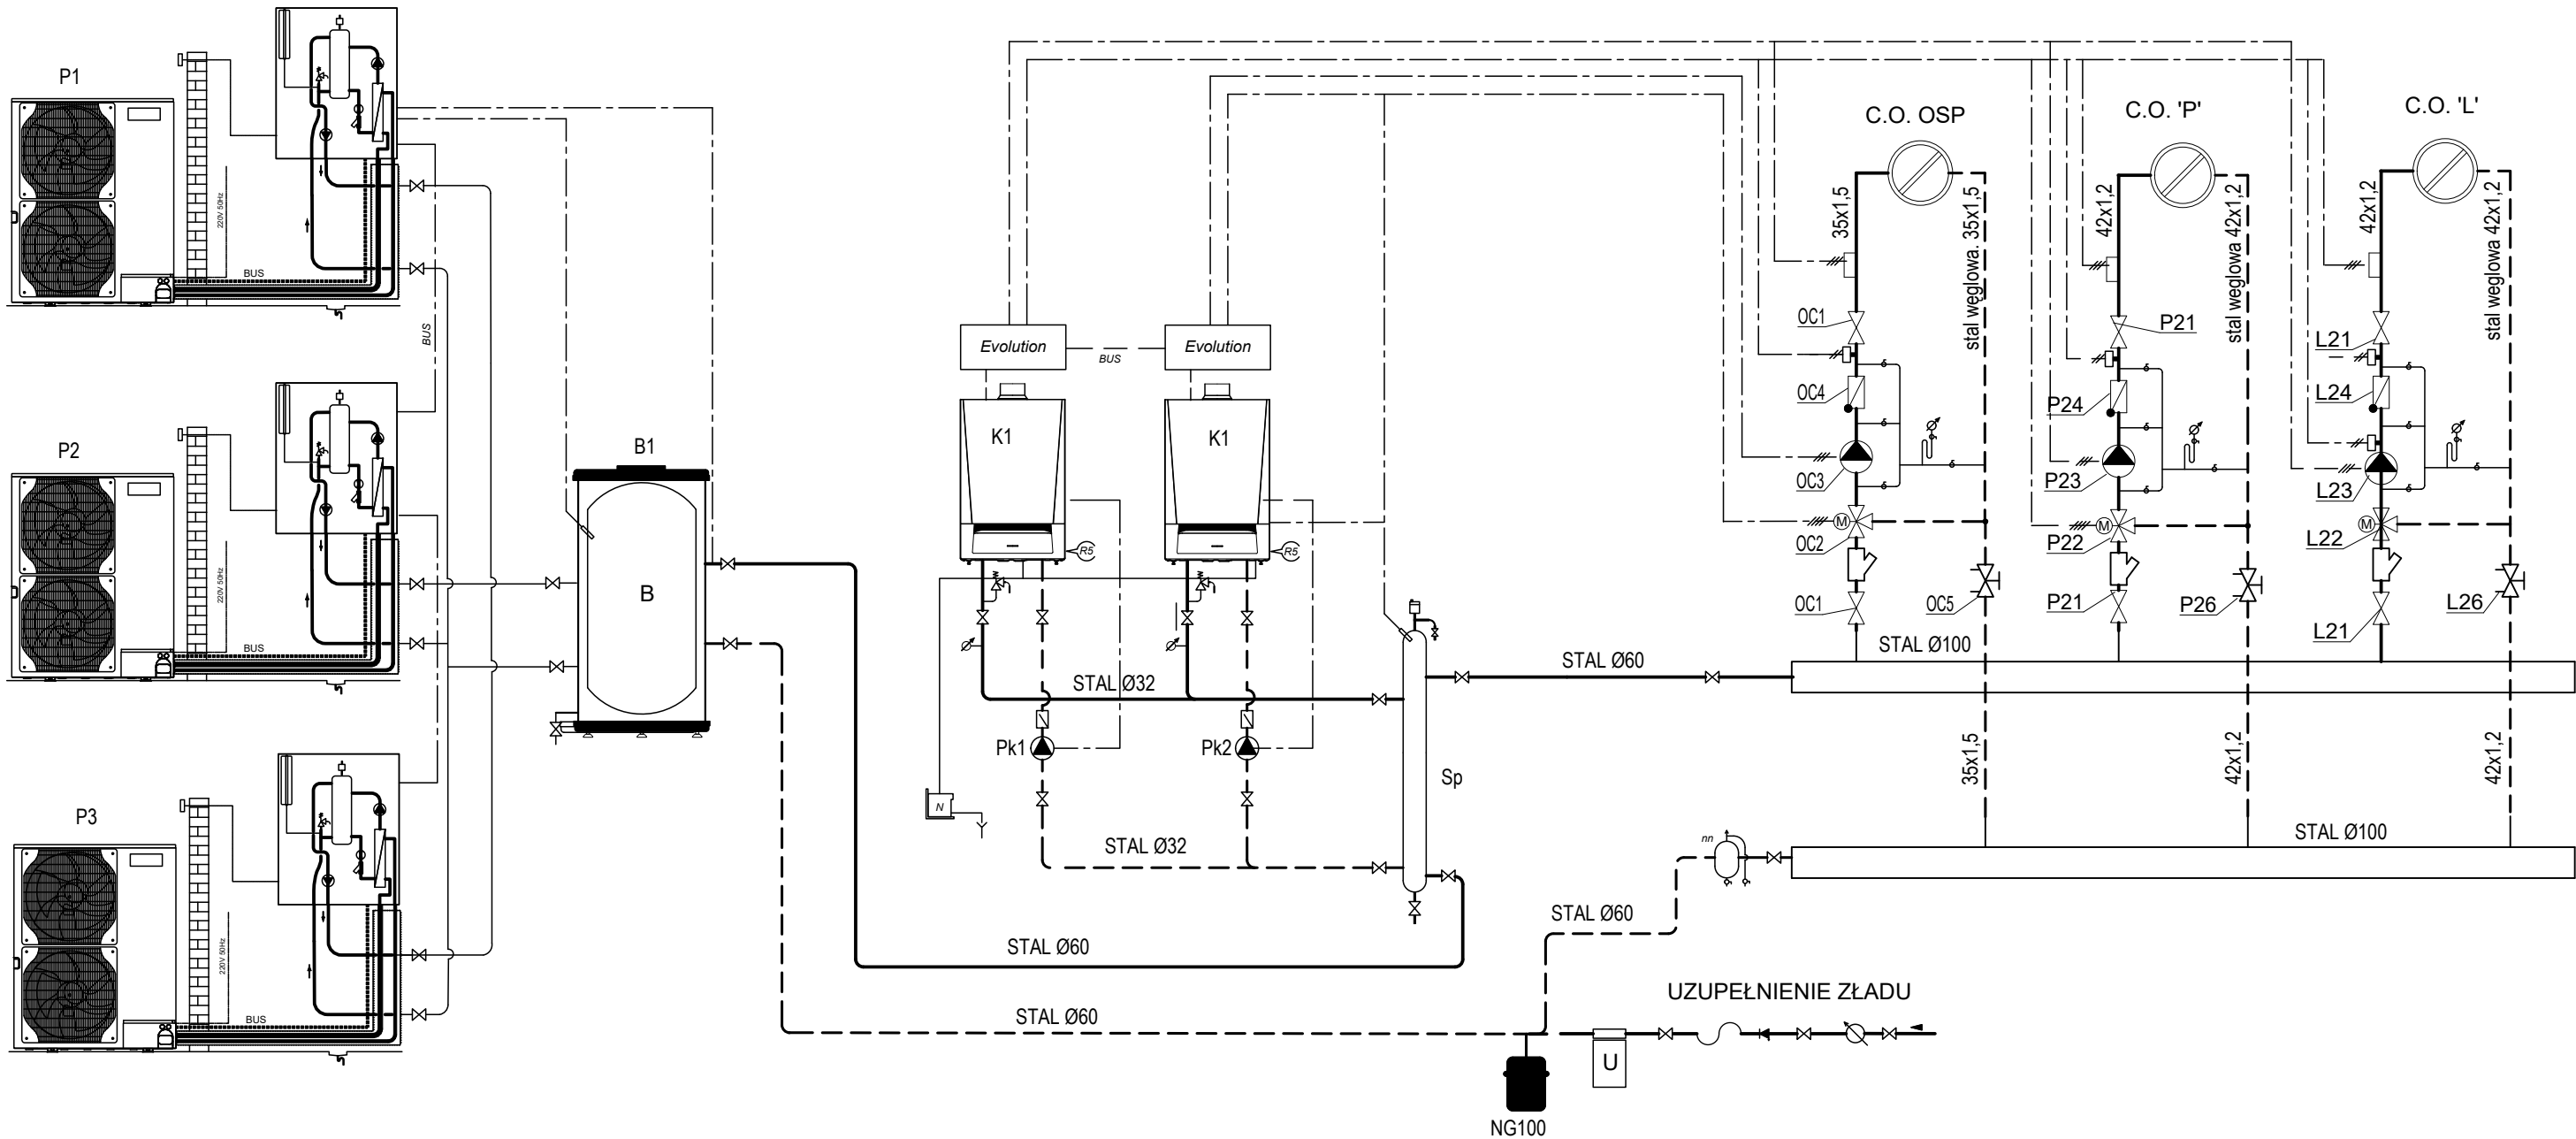 P1
220V 50Hz
BUS
BUS
P2
220V 50Hz
BUS
P3
220V 50Hz
BUS
B1
B
Evolution
BUS
Evolution
K1
K1
R5
R5
STAL Ø32
Pk1
Pk2
N
STAL Ø32
Sp
STAL Ø60
STAL Ø60
STAL Ø60
STAL Ø60
nn
NG100
U
UZUPEŁNIENIE ZŁADU
C.O. OSP
35x1,5
stal węglowa. 35x1,5
OC1
OC4
OC3
OC2
OC1
OC5
STAL Ø100
35x1,5
C.O. 'P'
42x1,2
stal węglowa 42x1,2
P21
P24
P23
P22
P21
P26
M
M
M
42x1,2
C.O. 'L'
42x1,2
stal węglowa 42x1,2
L21
L24
L23
L22
L21
L26
42x1,2
STAL Ø100